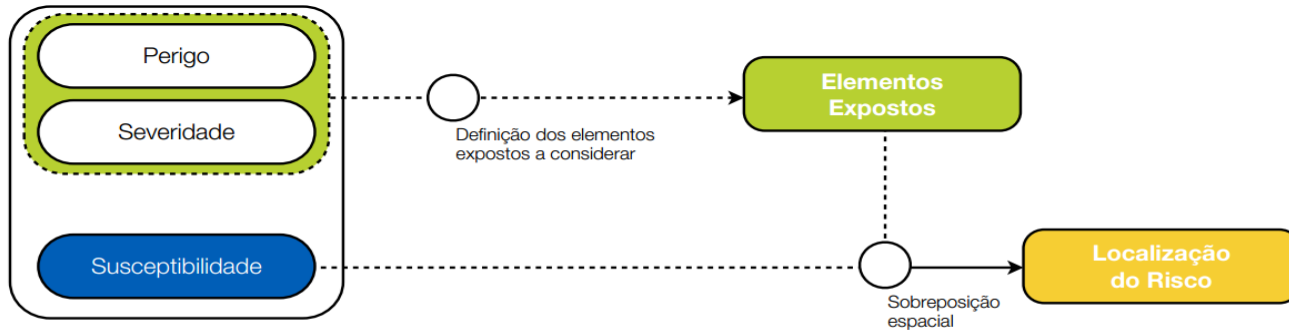 Perigo
Severidade
Definição dos elementos
expostos a considerar
Elementos
Expostos
Susceptibilidade
Sobreposição
espacial
Localização
do Risco